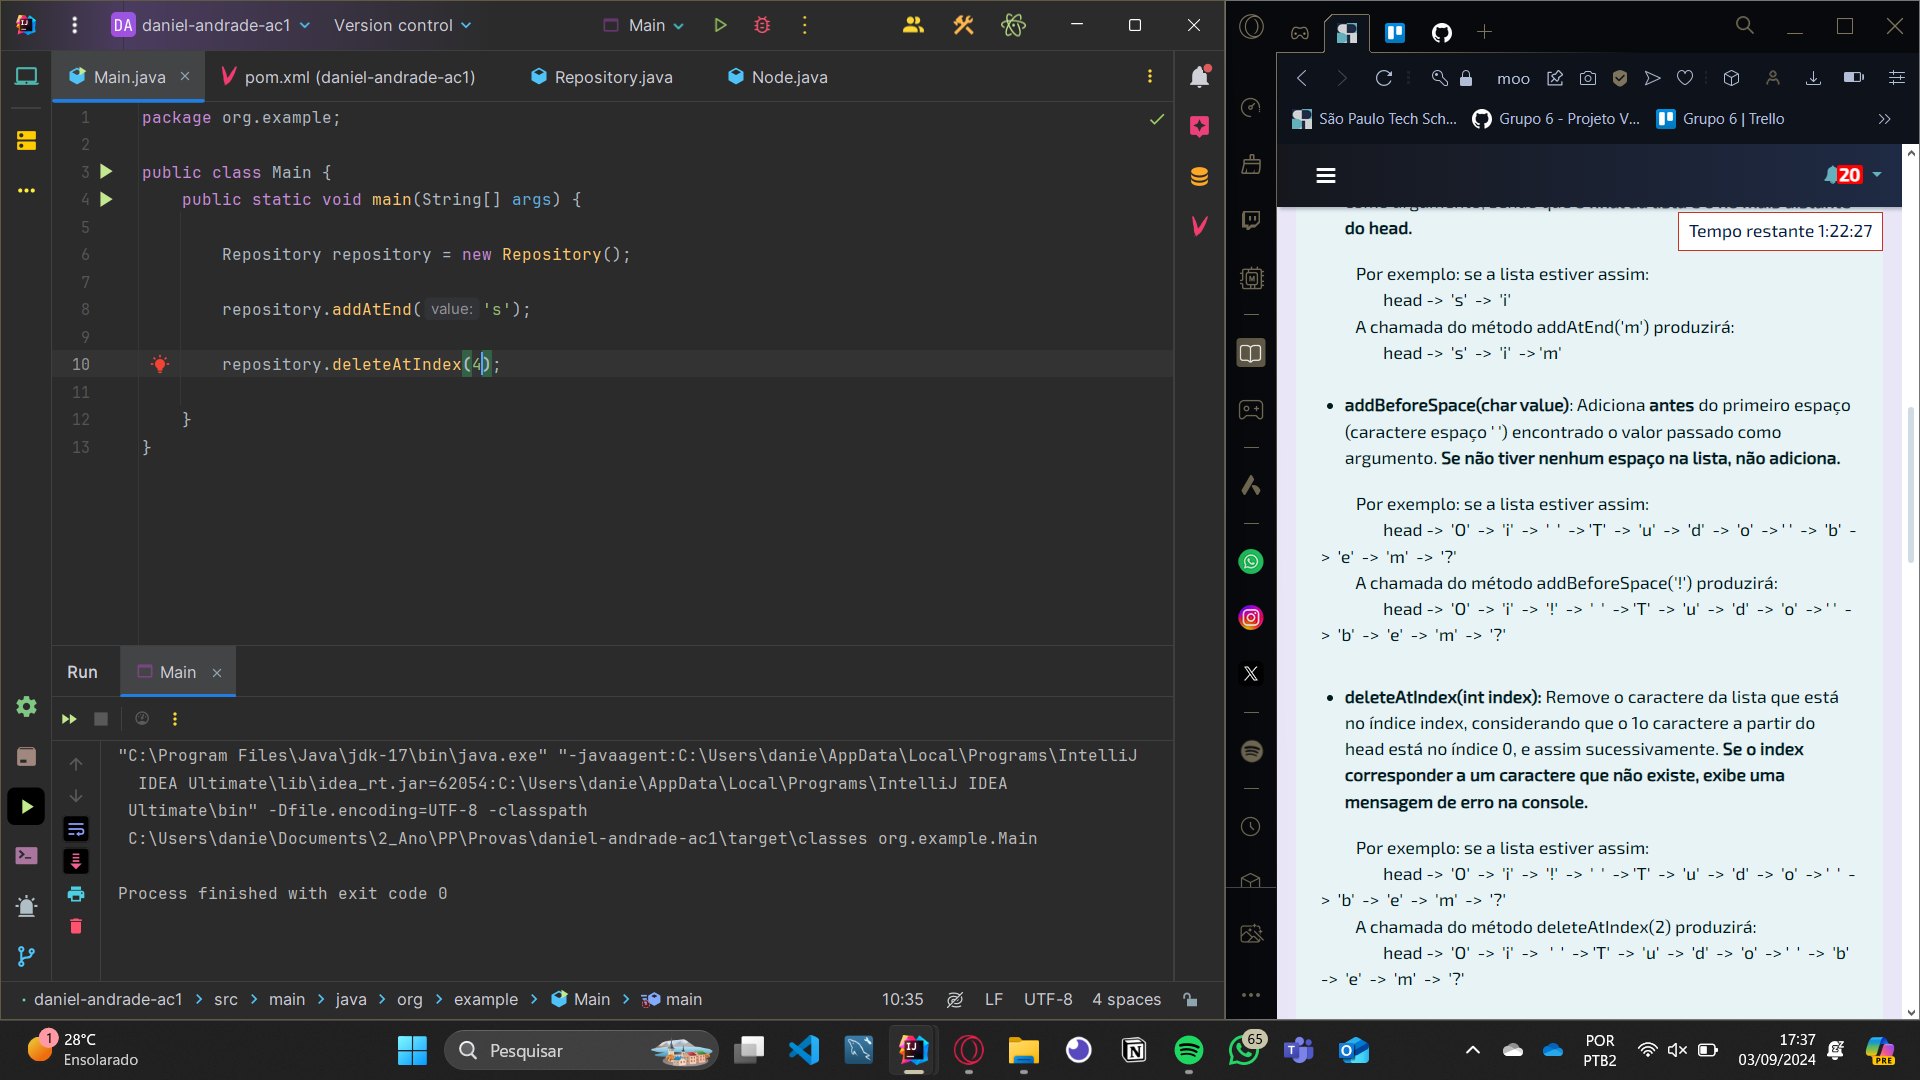 DA daniel-andrade-ac1 Version control Main
Main.java pom.xml (daniel-andrade-ac1) Repository.java Node.java
1 package org.example;
2
3 public class Main {
4 public static void main(String[] args) {
5
6 Repository repository = new Repository();
7
8 repository.addAtEnd( value: 's');
9
10 repository.deleteAtIndex(4);
11
12 }
13 }
Run Main
"C:\Program Files\Java\jdk-17\bin\java.exe" "-javaagent:C:\Users\danie\AppData\Local\Programs\IntelliJ
IDEA Ultimate\lib\idea_rt.jar=62054:C:\Users\danie\AppData\Local\Programs\IntelliJ IDEA
Ultimate\bin" -Dfile.encoding=UTF-8 -classpath
C:\Users\danie\Documents\2_Ano\PP\Provas\daniel-andrade-ac1\target\classes org.example.Main
Process finished with exit code 0
daniel-andrade-ac1 > src > main > java > org > example > Main > main 10:35 LF UTF-8 4 spaces
moo
São Paulo Tech Sch... Grupo 6 - Projeto V... Grupo 6 | Trello
20
do head.
Tempo restante 1:22:27
Por exemplo: se a lista estiver assim:
head -> 's' -> 'i'
A chamada do método addAtEnd('m') produzirá:
head -> 's' -> 'i' ->'m'
• addBeforeSpace(char value): Adiciona antes do primeiro espaço
(caractere espaço ' ') encontrado o valor passado como
argumento. Se não tiver nenhum espaço na lista, não adiciona.
Por exemplo: se a lista estiver assim:
head -> 'O' -> 'i' -> ' ' ->'T' -> 'u' -> 'd' -> 'o' ->' ' -> 'b' -
> 'e' -> 'm' -> '?'
A chamada do método addBeforeSpace('!') produzirá:
head -> 'O' -> 'i' -> '!' -> ' ' ->'T' -> 'u' -> 'd' -> 'o' ->' ' -
> 'b' -> 'e' -> 'm' -> '?'
• deleteAtIndex(int index): Remove o caractere da lista que está
no índice index, considerando que o 1o caractere a partir do
head está no índice 0, e assim sucessivamente. Se o index
corresponder a um caractere que não existe, exibe uma
mensagem de erro na console.
Por exemplo: se a lista estiver assim:
head -> 'O' -> 'i' -> '!' -> ' ' ->'T' -> 'u' -> 'd' -> 'o' ->' ' -
> 'b' -> 'e' -> 'm' -> '?'
A chamada do método deleteAtIndex(2) produzirá:
head -> 'O' -> 'i' -> ' ' ->'T' -> 'u' -> 'd' -> 'o' ->' ' -> 'b'
-> 'e' -> 'm' -> '?'
1 28°C
Ensolarado
Pesquisar
65
POR
PTB2
17:37
03/09/2024
PRE